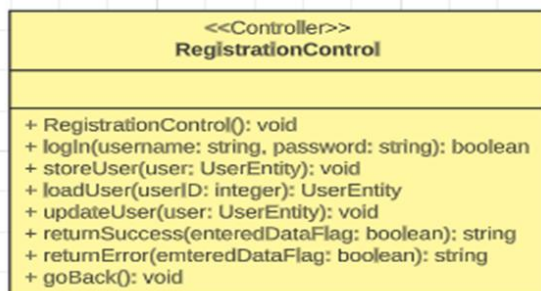 <<Controller>>
RegistrationControl
+ RegistrationControl(): void
+ logIn(username: string, password: string): boolean
+ storeUser(user: UserEntity): void
+ loadUser(userID: integer): UserEntity
+ updateUser(user: UserEntity): void
+ returnSuccess(enteredDataFlag: boolean): string
+ returnError(emteredDataFlag: boolean): string
+ goBack(): void